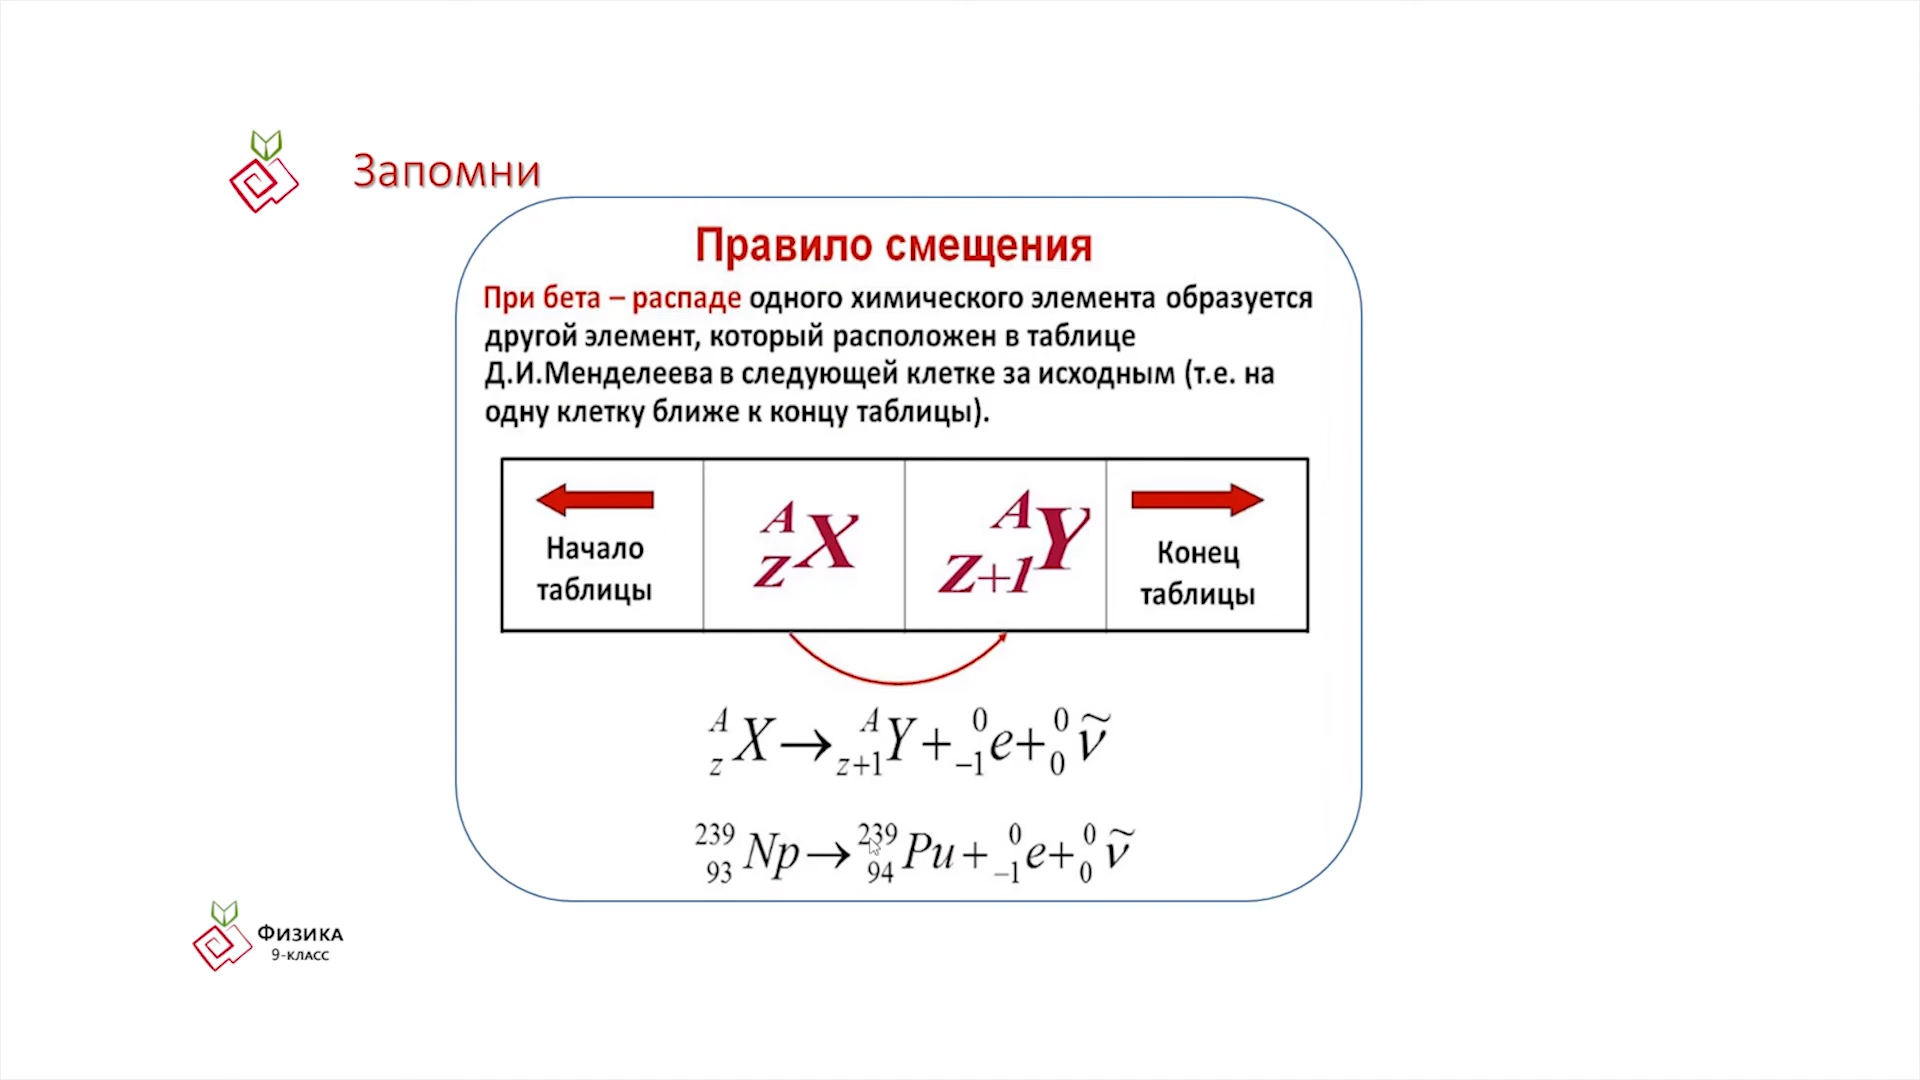 Запомни
Правило смещения
При бета – распаде одного химического элемента образуется
другой элемент, который расположен в таблице
Д.И.Менделеева в следующей клетке за исходным (т.е. на
одну клетку ближе к концу таблицы).
Начало
таблицы
A
Z X
A
Z+1 Y
Конец
таблицы
A/z X → A/z+1 Y + 0/−1 e + 0/0 ν̃
239/93 Np → 239/94 Pu + 0/−1 e + 0/0 ν̃
Физика
9-класс